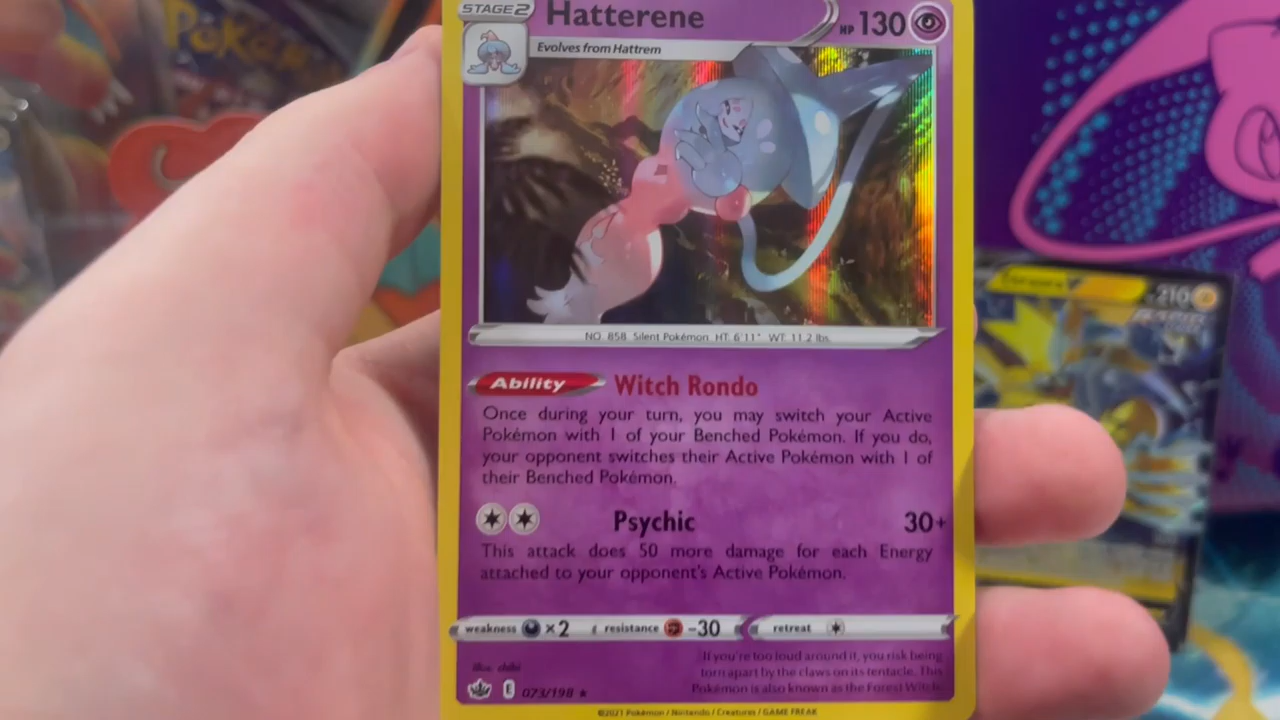 Pokémon
STAGE2
Hatterene
HP 130
Evolves from Hattrem
NO. 858 Silent Pokémon HT: 6'11" WT: 11.2 lbs.
Ability Witch Rondo
Once during your turn, you may switch your Active
Pokémon with 1 of your Benched Pokémon. If you do,
your opponent switches their Active Pokémon with 1 of
their Benched Pokémon.
Psychic 30+
This attack does 50 more damage for each Energy
attached to your opponent's Active Pokémon.
weakness ×2 resistance -30 retreat
Illus. chibi
If you're too loud around it, you risk being
torn apart by the claws on its tentacle. This
Pokémon is also known as the Forest Witch.
E 073/198
©2021 Pokémon / Nintendo / Creatures / GAME FREAK
210